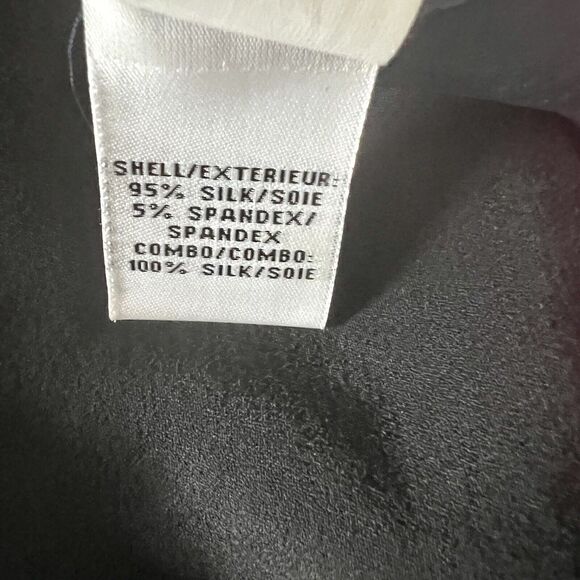 SHELL/EXTERIEUR:
95% SILK/SOIE
5% SPANDEX/
SPANDEX
COMBO/COMBO:
100% SILK/SOIE